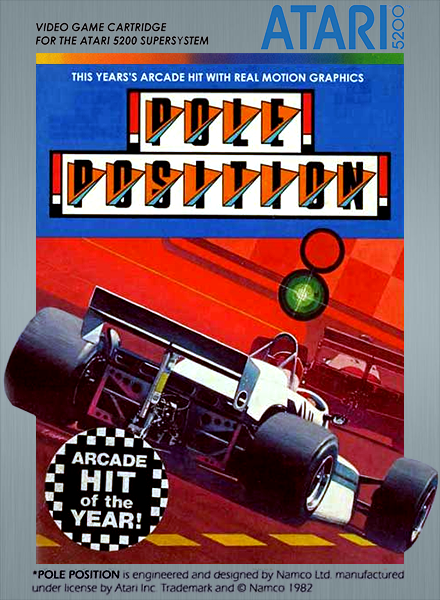 VIDEO GAME CARTRIDGE
FOR THE ATARI 5200 SUPERSYSTEM
ATARI
5200
THIS YEARS'S ARCADE HIT WITH REAL MOTION GRAPHICS
POLE
POSITION
ARCADE
HIT
of the
YEAR!
*POLE POSITION is engineered and designed by Namco Ltd. manufactured
under license by Atari Inc. Trademark and © Namco 1982